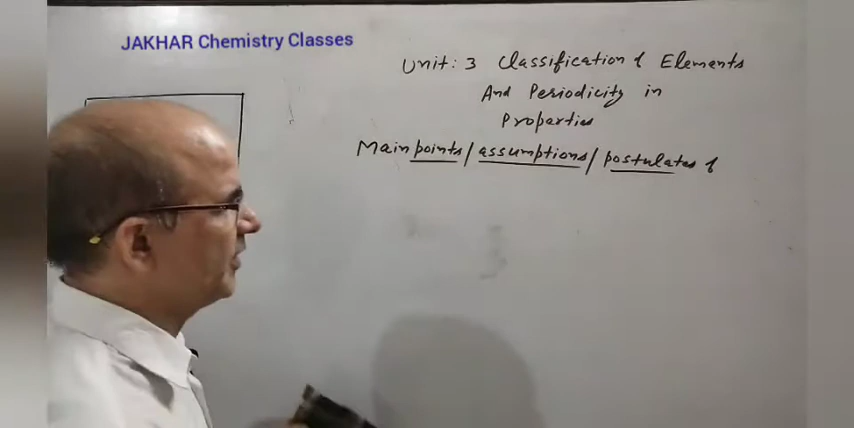 JAKHAR Chemistry Classes
Unit: 3 Classification of Elements
And Periodicity in
Properties
Main points/assumptions/postulates of